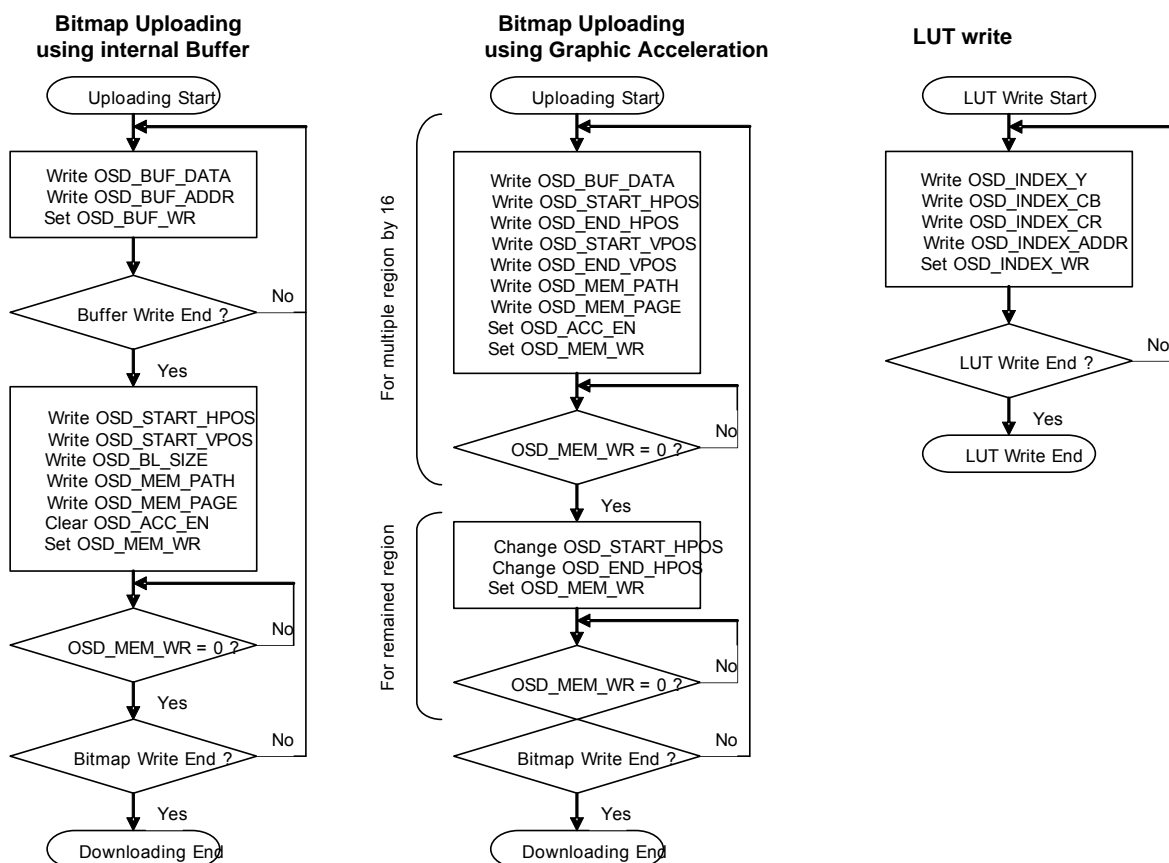 Bitmap Uploading
using internal Buffer
Uploading Start
Write OSD_BUF_DATA
Write OSD_BUF_ADDR
Set OSD_BUF_WR
No
Buffer Write End ?
Yes
Write OSD_START_HPOS
Write OSD_START_VPOS
Write OSD_BL_SIZE
Write OSD_MEM_PATH
Write OSD_MEM_PAGE
Clear OSD_ACC_EN
Set OSD_MEM_WR
No
OSD_MEM_WR = 0 ?
Yes
No
Bitmap Write End ?
Yes
Downloading End
Bitmap Uploading
using Graphic Acceleration
Uploading Start
For multiple region by 16
Write OSD_BUF_DATA
Write OSD_START_HPOS
Write OSD_END_HPOS
Write OSD_START_VPOS
Write OSD_END_VPOS
Write OSD_MEM_PATH
Write OSD_MEM_PAGE
Set OSD_ACC_EN
Set OSD_MEM_WR
No
OSD_MEM_WR = 0 ?
Yes
For remained region
Change OSD_START_HPOS
Change OSD_END_HPOS
Set OSD_MEM_WR
No
OSD_MEM_WR = 0 ?
No
Bitmap Write End ?
Yes
Downloading End
LUT write
LUT Write Start
Write OSD_INDEX_Y
Write OSD_INDEX_CB
Write OSD_INDEX_CR
Write OSD_INDEX_ADDR
Set OSD_INDEX_WR
No
LUT Write End ?
Yes
LUT Write End